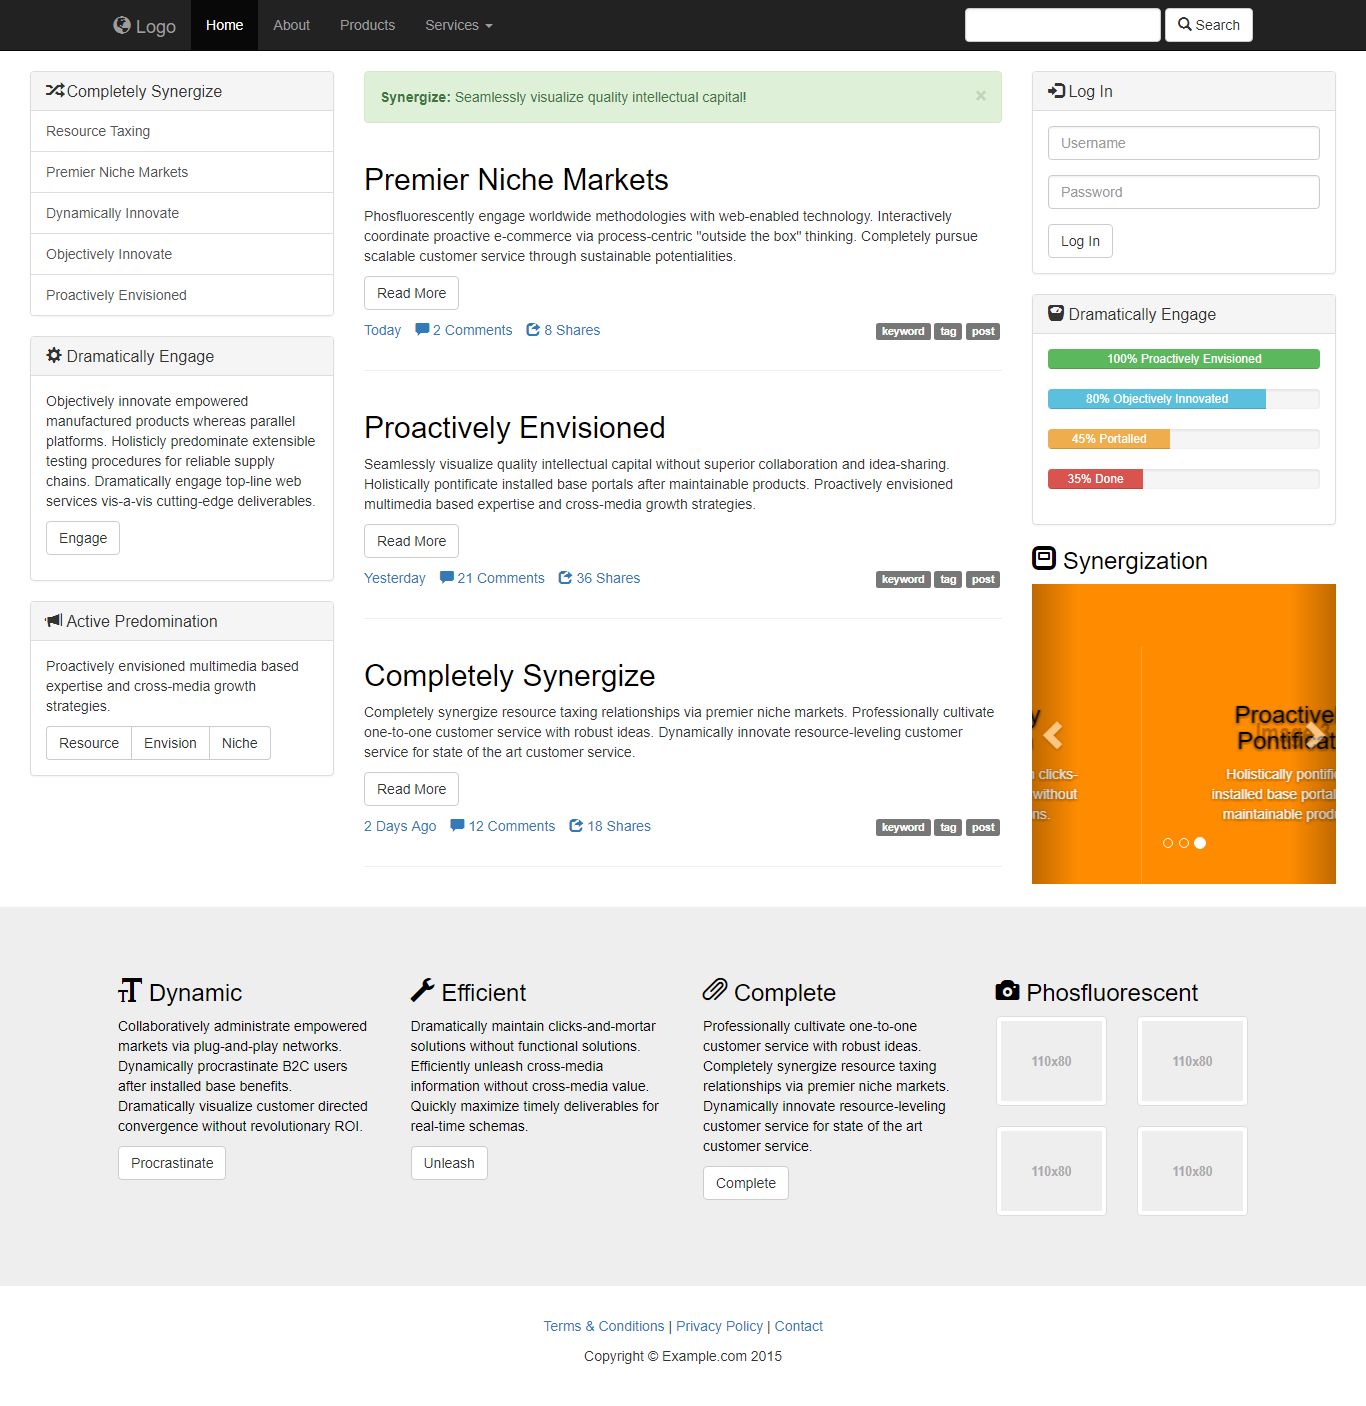 Logo
Home
About
Products
Services
Search
Completely Synergize
Resource Taxing
Premier Niche Markets
Dynamically Innovate
Objectively Innovate
Proactively Envisioned
Dramatically Engage
Objectively innovate empowered
manufactured products whereas parallel
platforms. Holisticly predominate extensible
testing procedures for reliable supply
chains. Dramatically engage top-line web
services vis-a-vis cutting-edge deliverables.
Engage
Active Predomination
Proactively envisioned multimedia based
expertise and cross-media growth
strategies.
Resource
Envision
Niche
Synergize: Seamlessly visualize quality intellectual capital!
×
Premier Niche Markets
Phosfluorescently engage worldwide methodologies with web-enabled technology. Interactively
coordinate proactive e-commerce via process-centric "outside the box" thinking. Completely pursue
scalable customer service through sustainable potentialities.
Read More
Today 2 Comments 8 Shares
keyword tag post
Proactively Envisioned
Seamlessly visualize quality intellectual capital without superior collaboration and idea-sharing.
Holistically pontificate installed base portals after maintainable products. Proactively envisioned
multimedia based expertise and cross-media growth strategies.
Read More
Yesterday 21 Comments 36 Shares
keyword tag post
Completely Synergize
Completely synergize resource taxing relationships via premier niche markets. Professionally cultivate
one-to-one customer service with robust ideas. Dynamically innovate resource-leveling customer
service for state of the art customer service.
Read More
2 Days Ago 12 Comments 18 Shares
keyword tag post
Log In
Username
Password
Log In
Dramatically Engage
100% Proactively Envisioned
80% Objectively Innovated
45% Portalled
35% Done
Synergization
y
clicks-
without
ns.
Proactive
Pontificat
Holistically pontific
installed base portal
maintainable produ
Dynamic
Collaboratively administrate empowered
markets via plug-and-play networks.
Dynamically procrastinate B2C users
after installed base benefits.
Dramatically visualize customer directed
convergence without revolutionary ROI.
Procrastinate
Efficient
Dramatically maintain clicks-and-mortar
solutions without functional solutions.
Efficiently unleash cross-media
information without cross-media value.
Quickly maximize timely deliverables for
real-time schemas.
Unleash
Complete
Professionally cultivate one-to-one
customer service with robust ideas.
Completely synergize resource taxing
relationships via premier niche markets.
Dynamically innovate resource-leveling
customer service for state of the art
customer service.
Complete
Phosfluorescent
110x80
110x80
110x80
110x80
Terms & Conditions | Privacy Policy | Contact
Copyright © Example.com 2015